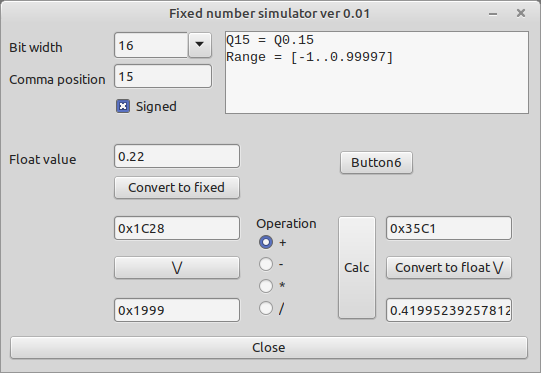 Fixed number simulator ver 0.01
Bit width
16
Q15 = Q0.15
Range = [-1..0.99997]
Comma position
15
Signed
Float value
0.22
Button6
Convert to fixed
0x1C28
Operation
+
-
*
/
Calc
0x35C1
\/
Convert to float \/
0x1999
0.41995239257812
Close